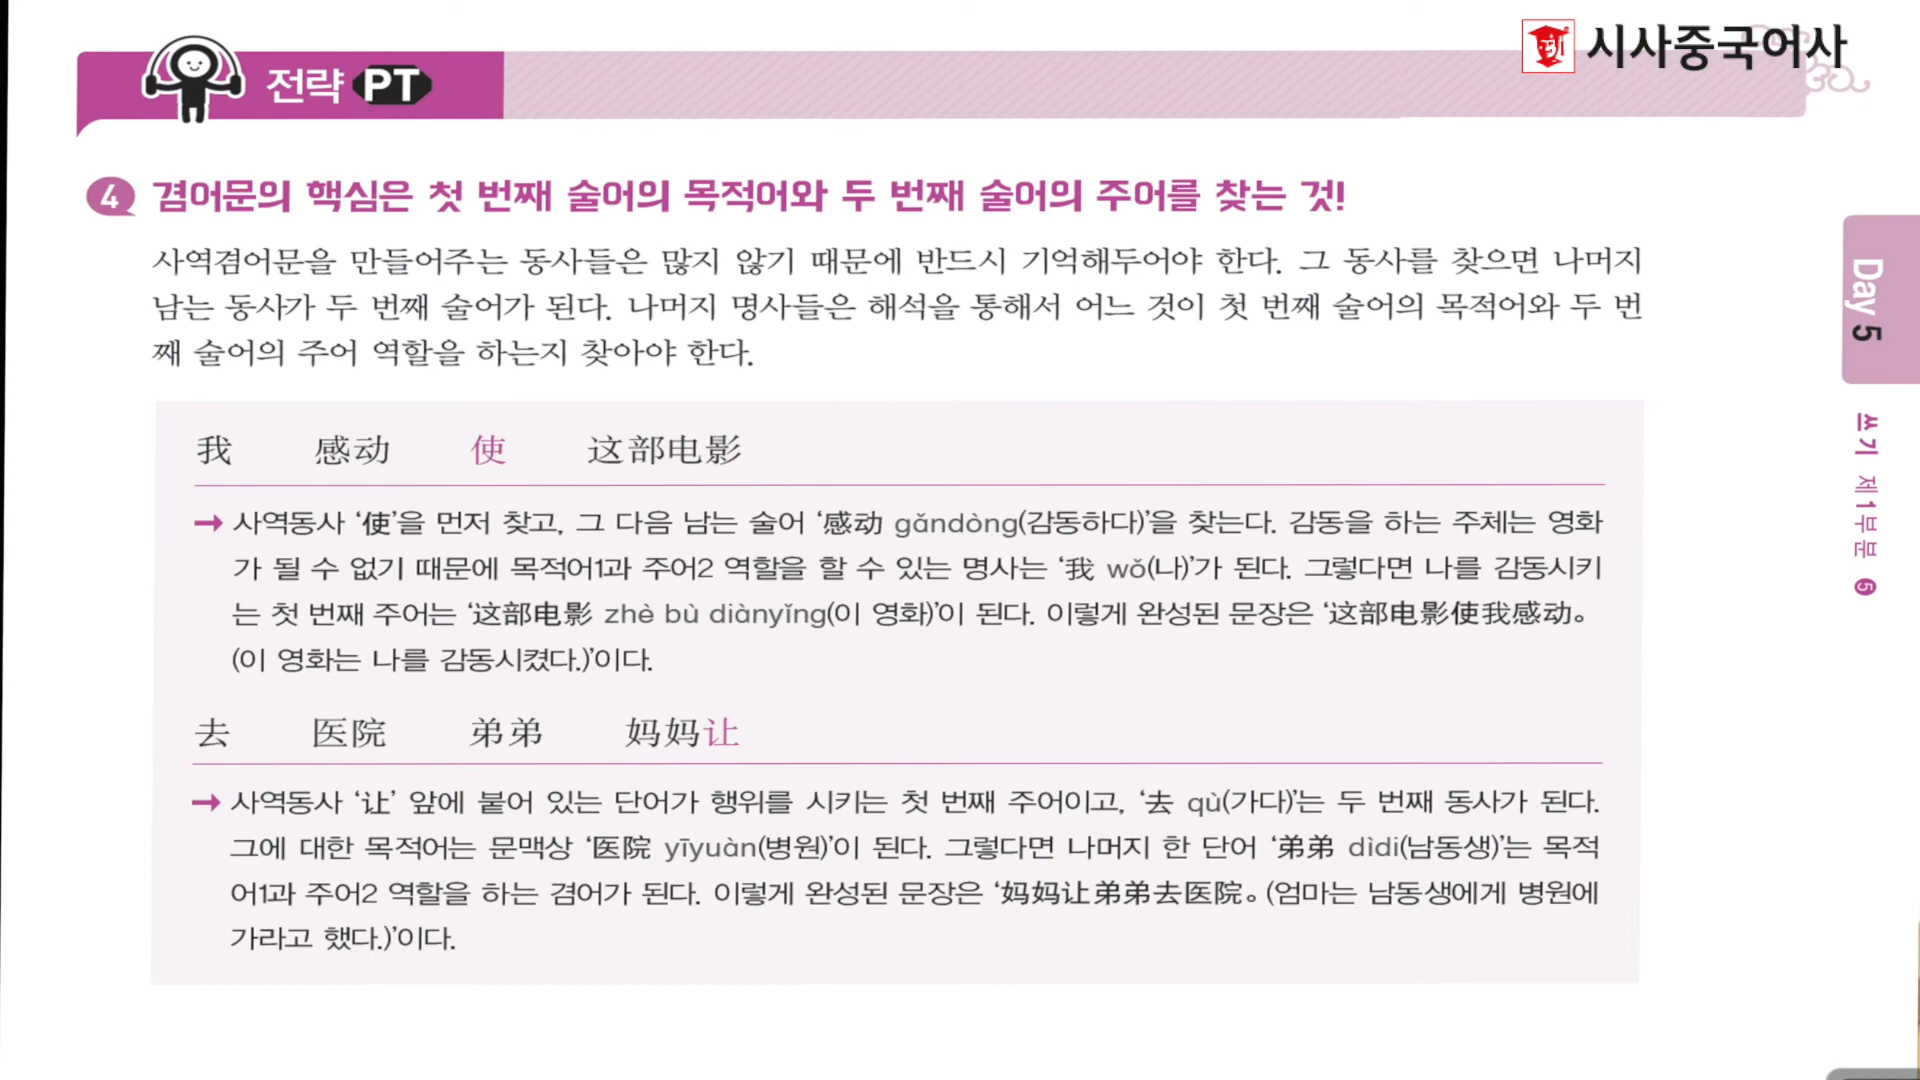 시사중국어사
전략 PT
4 겸어문의 핵심은 첫 번째 술어의 목적어와 두 번째 술어의 주어를 찾는 것!
사역겸어문을 만들어주는 동사들은 많지 않기 때문에 반드시 기억해두어야 한다. 그 동사를 찾으면 나머지
남는 동사가 두 번째 술어가 된다. 나머지 명사들은 해석을 통해서 어느 것이 첫 번째 술어의 목적어와 두 번
째 술어의 주어 역할을 하는지 찾아야 한다.
我 感动 使 这部电影
➞ 사역동사 ‘使’을 먼저 찾고, 그 다음 남는 술어 ‘感动 gǎndòng(감동하다)’을 찾는다. 감동을 하는 주체는 영화
가 될 수 없기 때문에 목적어1과 주어2 역할을 할 수 있는 명사는 ‘我 wǒ(나)’가 된다. 그렇다면 나를 감동시키
는 첫 번째 주어는 ‘这部电影 zhè bù diànyǐng(이 영화)’이 된다. 이렇게 완성된 문장은 ‘这部电影使我感动。
(이 영화는 나를 감동시켰다.)’이다.
去 医院 弟弟 妈妈让
➞ 사역동사 ‘让’ 앞에 붙어 있는 단어가 행위를 시키는 첫 번째 주어이고, ‘去 qù(가다)’는 두 번째 동사가 된다.
그에 대한 목적어는 문맥상 ‘医院 yīyuàn(병원)’이 된다. 그렇다면 나머지 한 단어 ‘弟弟 dìdi(남동생)’는 목적
어1과 주어2 역할을 하는 겸어가 된다. 이렇게 완성된 문장은 ‘妈妈让弟弟去医院。(엄마는 남동생에게 병원에
가라고 했다.)’이다.
Day 5
쓰기 제1부분 5